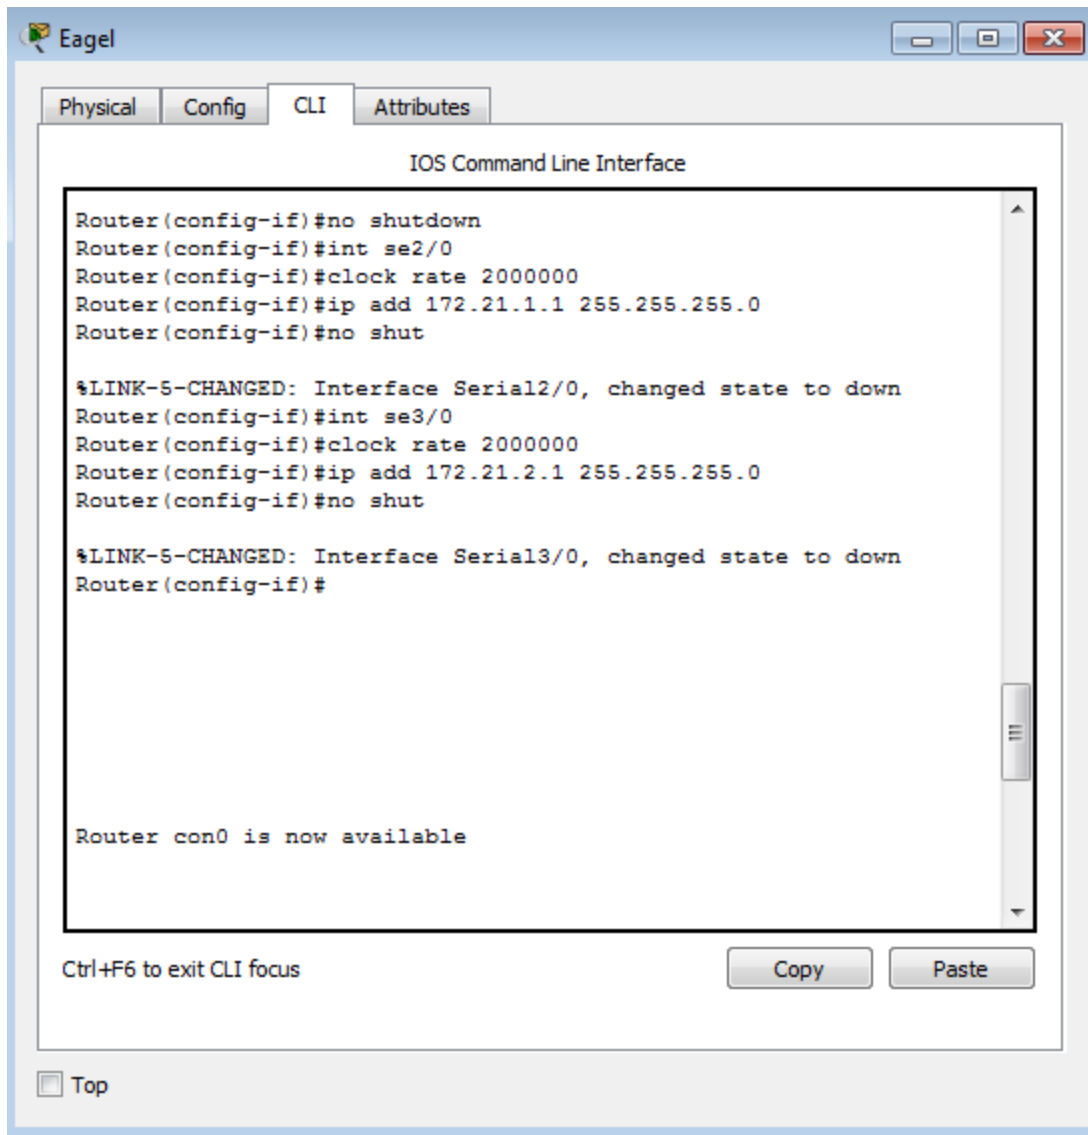 Eagel
Physical Config CLI Attributes
IOS Command Line Interface
Router(config-if)#no shutdown
Router(config-if)#int se2/0
Router(config-if)#clock rate 2000000
Router(config-if)#ip add 172.21.1.1 255.255.255.0
Router(config-if)#no shut
%LINK-5-CHANGED: Interface Serial2/0, changed state to down
Router(config-if)#int se3/0
Router(config-if)#clock rate 2000000
Router(config-if)#ip add 172.21.2.1 255.255.255.0
Router(config-if)#no shut
%LINK-5-CHANGED: Interface Serial3/0, changed state to down
Router(config-if)#
Router con0 is now available
Ctrl+F6 to exit CLI focus Copy Paste
Top